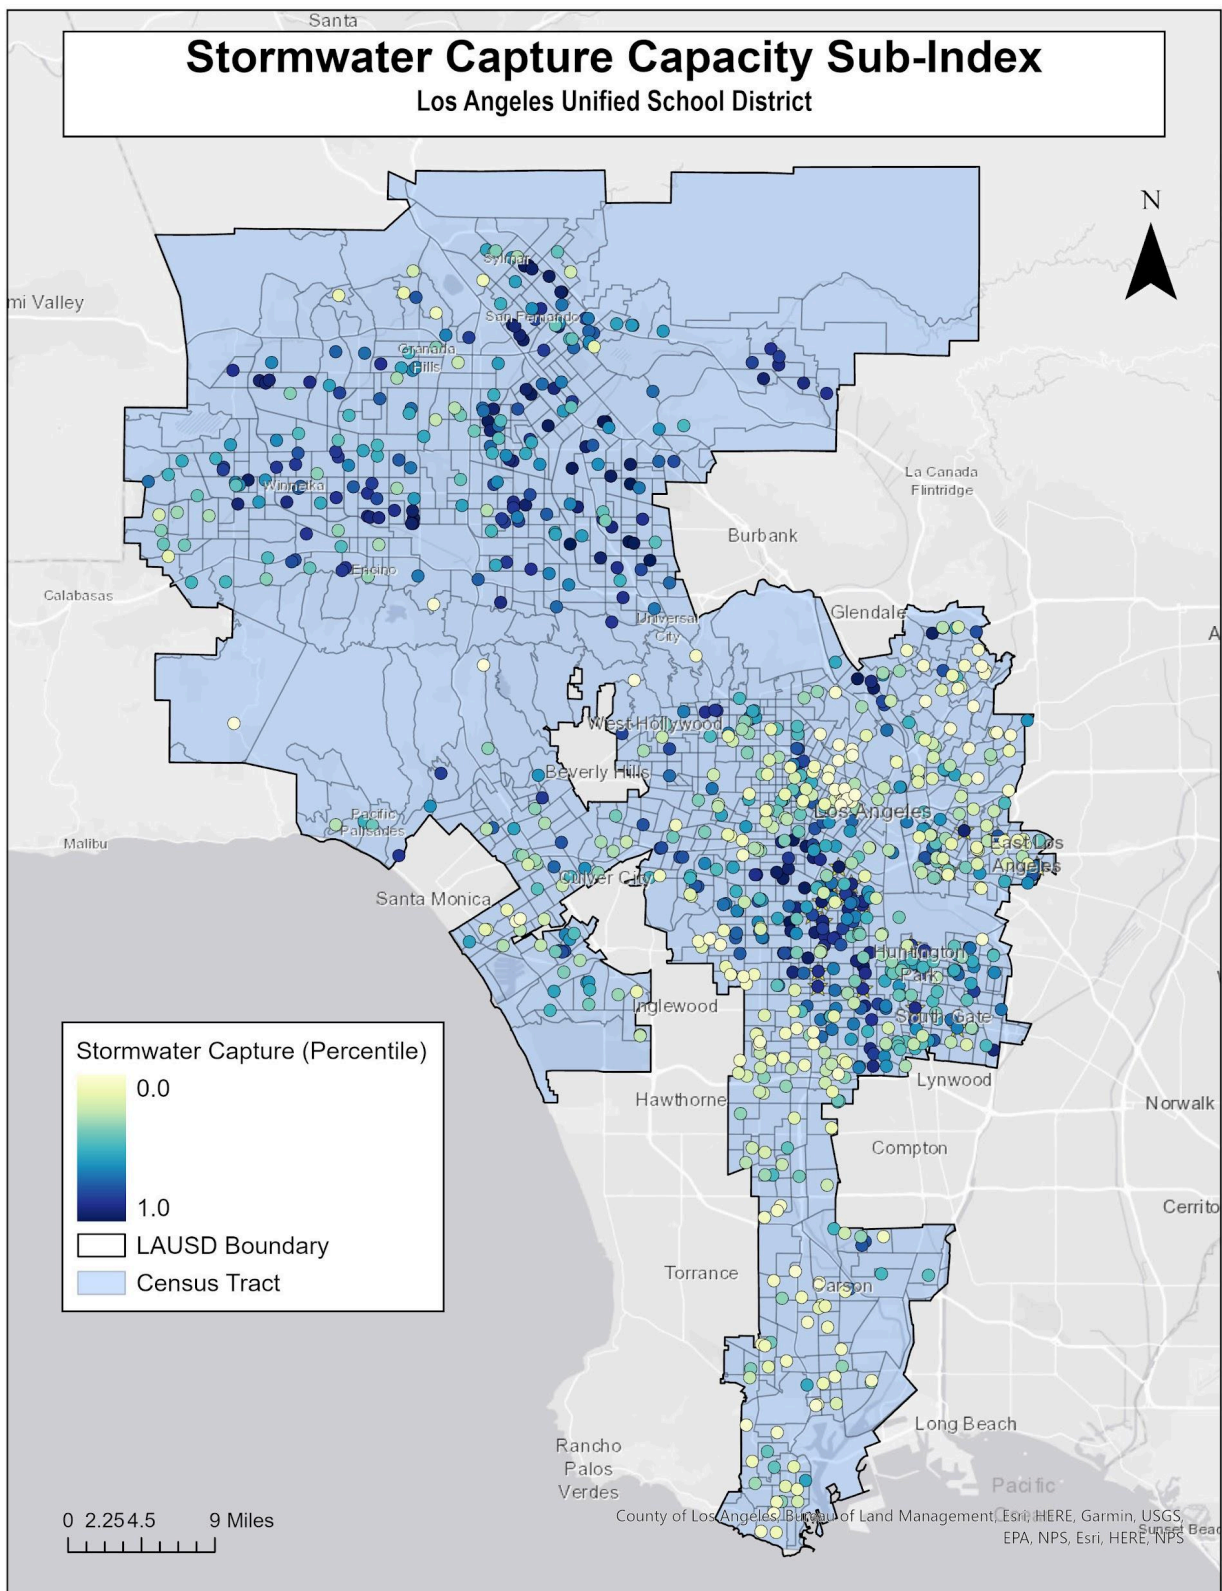 Santa
Stormwater Capture Capacity Sub-Index
Los Angeles Unified School District
N
Sylmar
mi Valley
San Fernando
Granada
Hills
La Canada
Flintridge
Winnetka
Burbank
Encino
Calabasas
Glendale
Universal
City
A
West Hollywood
Beverly Hills
Los Angeles
Pacific
Palisades
Malibu
East Los
Angeles
Culver City
Santa Monica
Huntington
Park
Inglewood
South Gate
Stormwater Capture (Percentile)
0.0
1.0
LAUSD Boundary
Census Tract
Lynwood
Hawthorne
Norwalk
Compton
Cerrito
Torrance
Carson
Long Beach
Rancho
Palos
Verdes
Pacific
0 2.25 4.5 9 Miles
County of Los Angeles, Bureau of Land Management, Esri, HERE, Garmin, USGS,
EPA, NPS, Esri, HERE, NPS
Sunset Beac